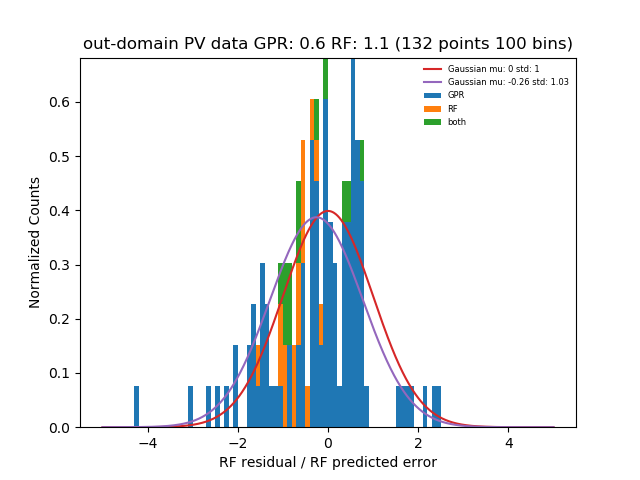 out-domain PV data GPR: 0.6 RF: 1.1 (132 points 100 bins)
Gaussian mu: 0 std: 1
Gaussian mu: -0.26 std: 1.03
GPR
RF
both
Normalized Counts
0.6
0.5
0.4
0.3
0.2
0.1
0.0
−4 −2 0 2 4
RF residual / RF predicted error